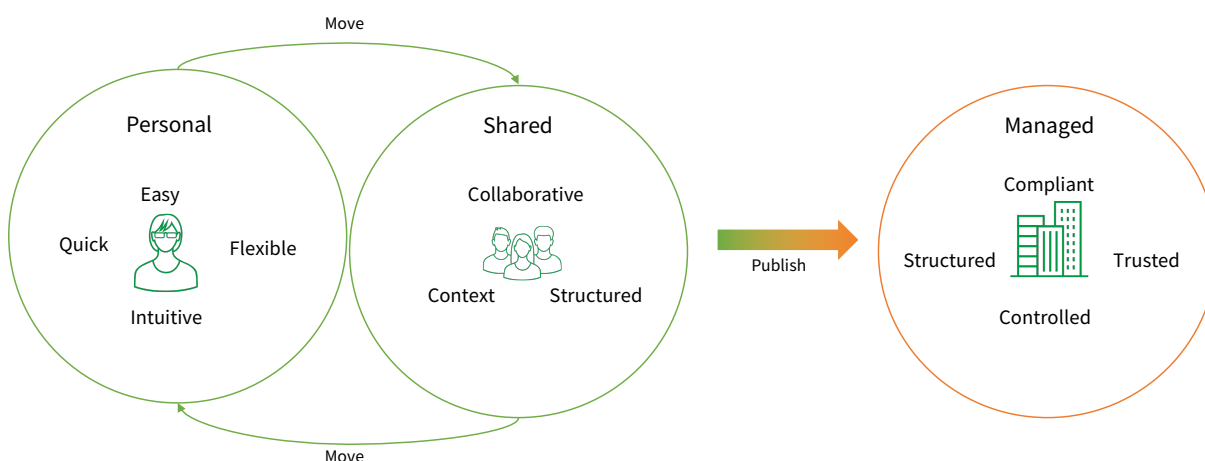 Move
Personal
Easy
Quick
Flexible
Intuitive
Shared
Collaborative
Context
Structured
Move
Publish
Managed
Compliant
Structured
Trusted
Controlled